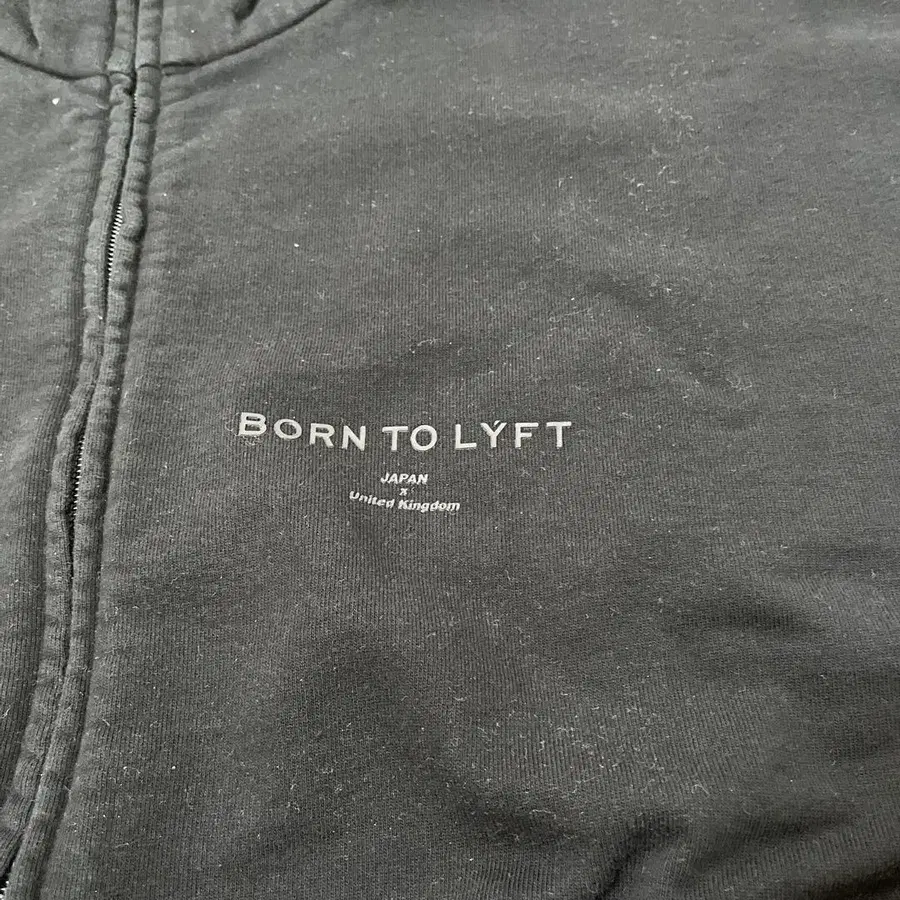 BORN TO LÝFT
JAPAN
x
United Kingdom